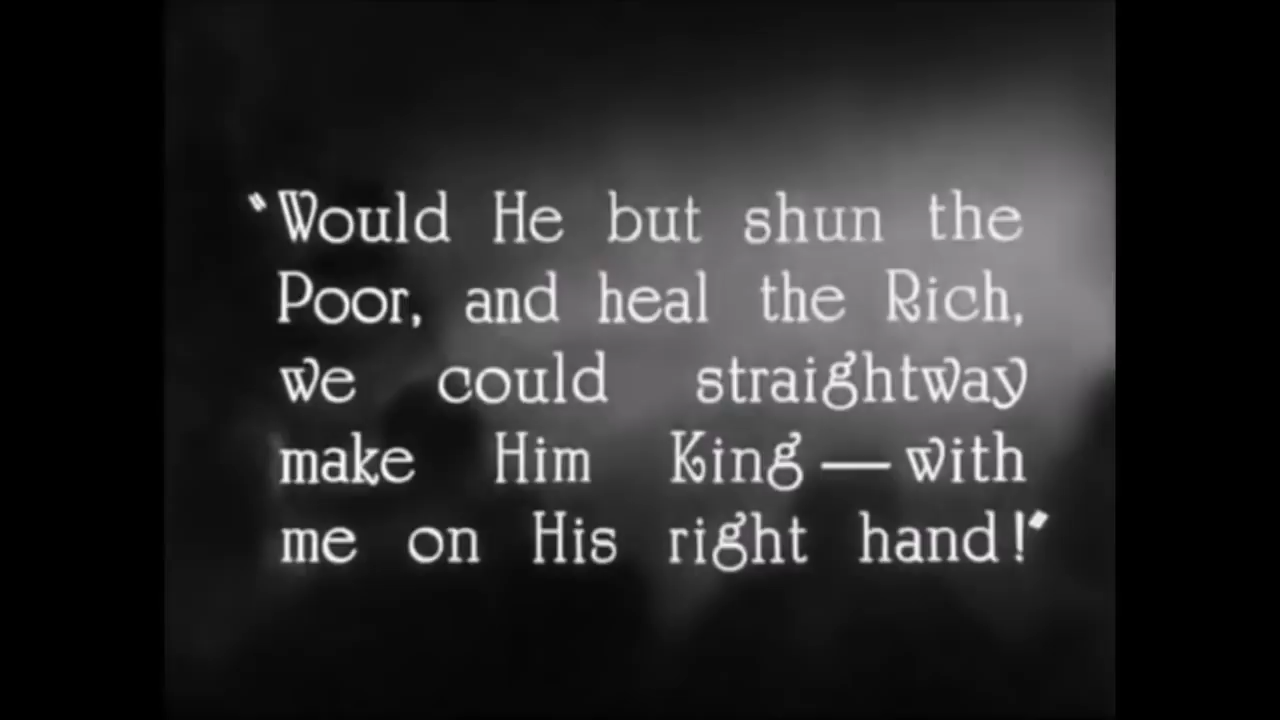 "Would He but shun the
Poor, and heal the Rich,
we could straightway
make Him King — with
me on His right hand!"